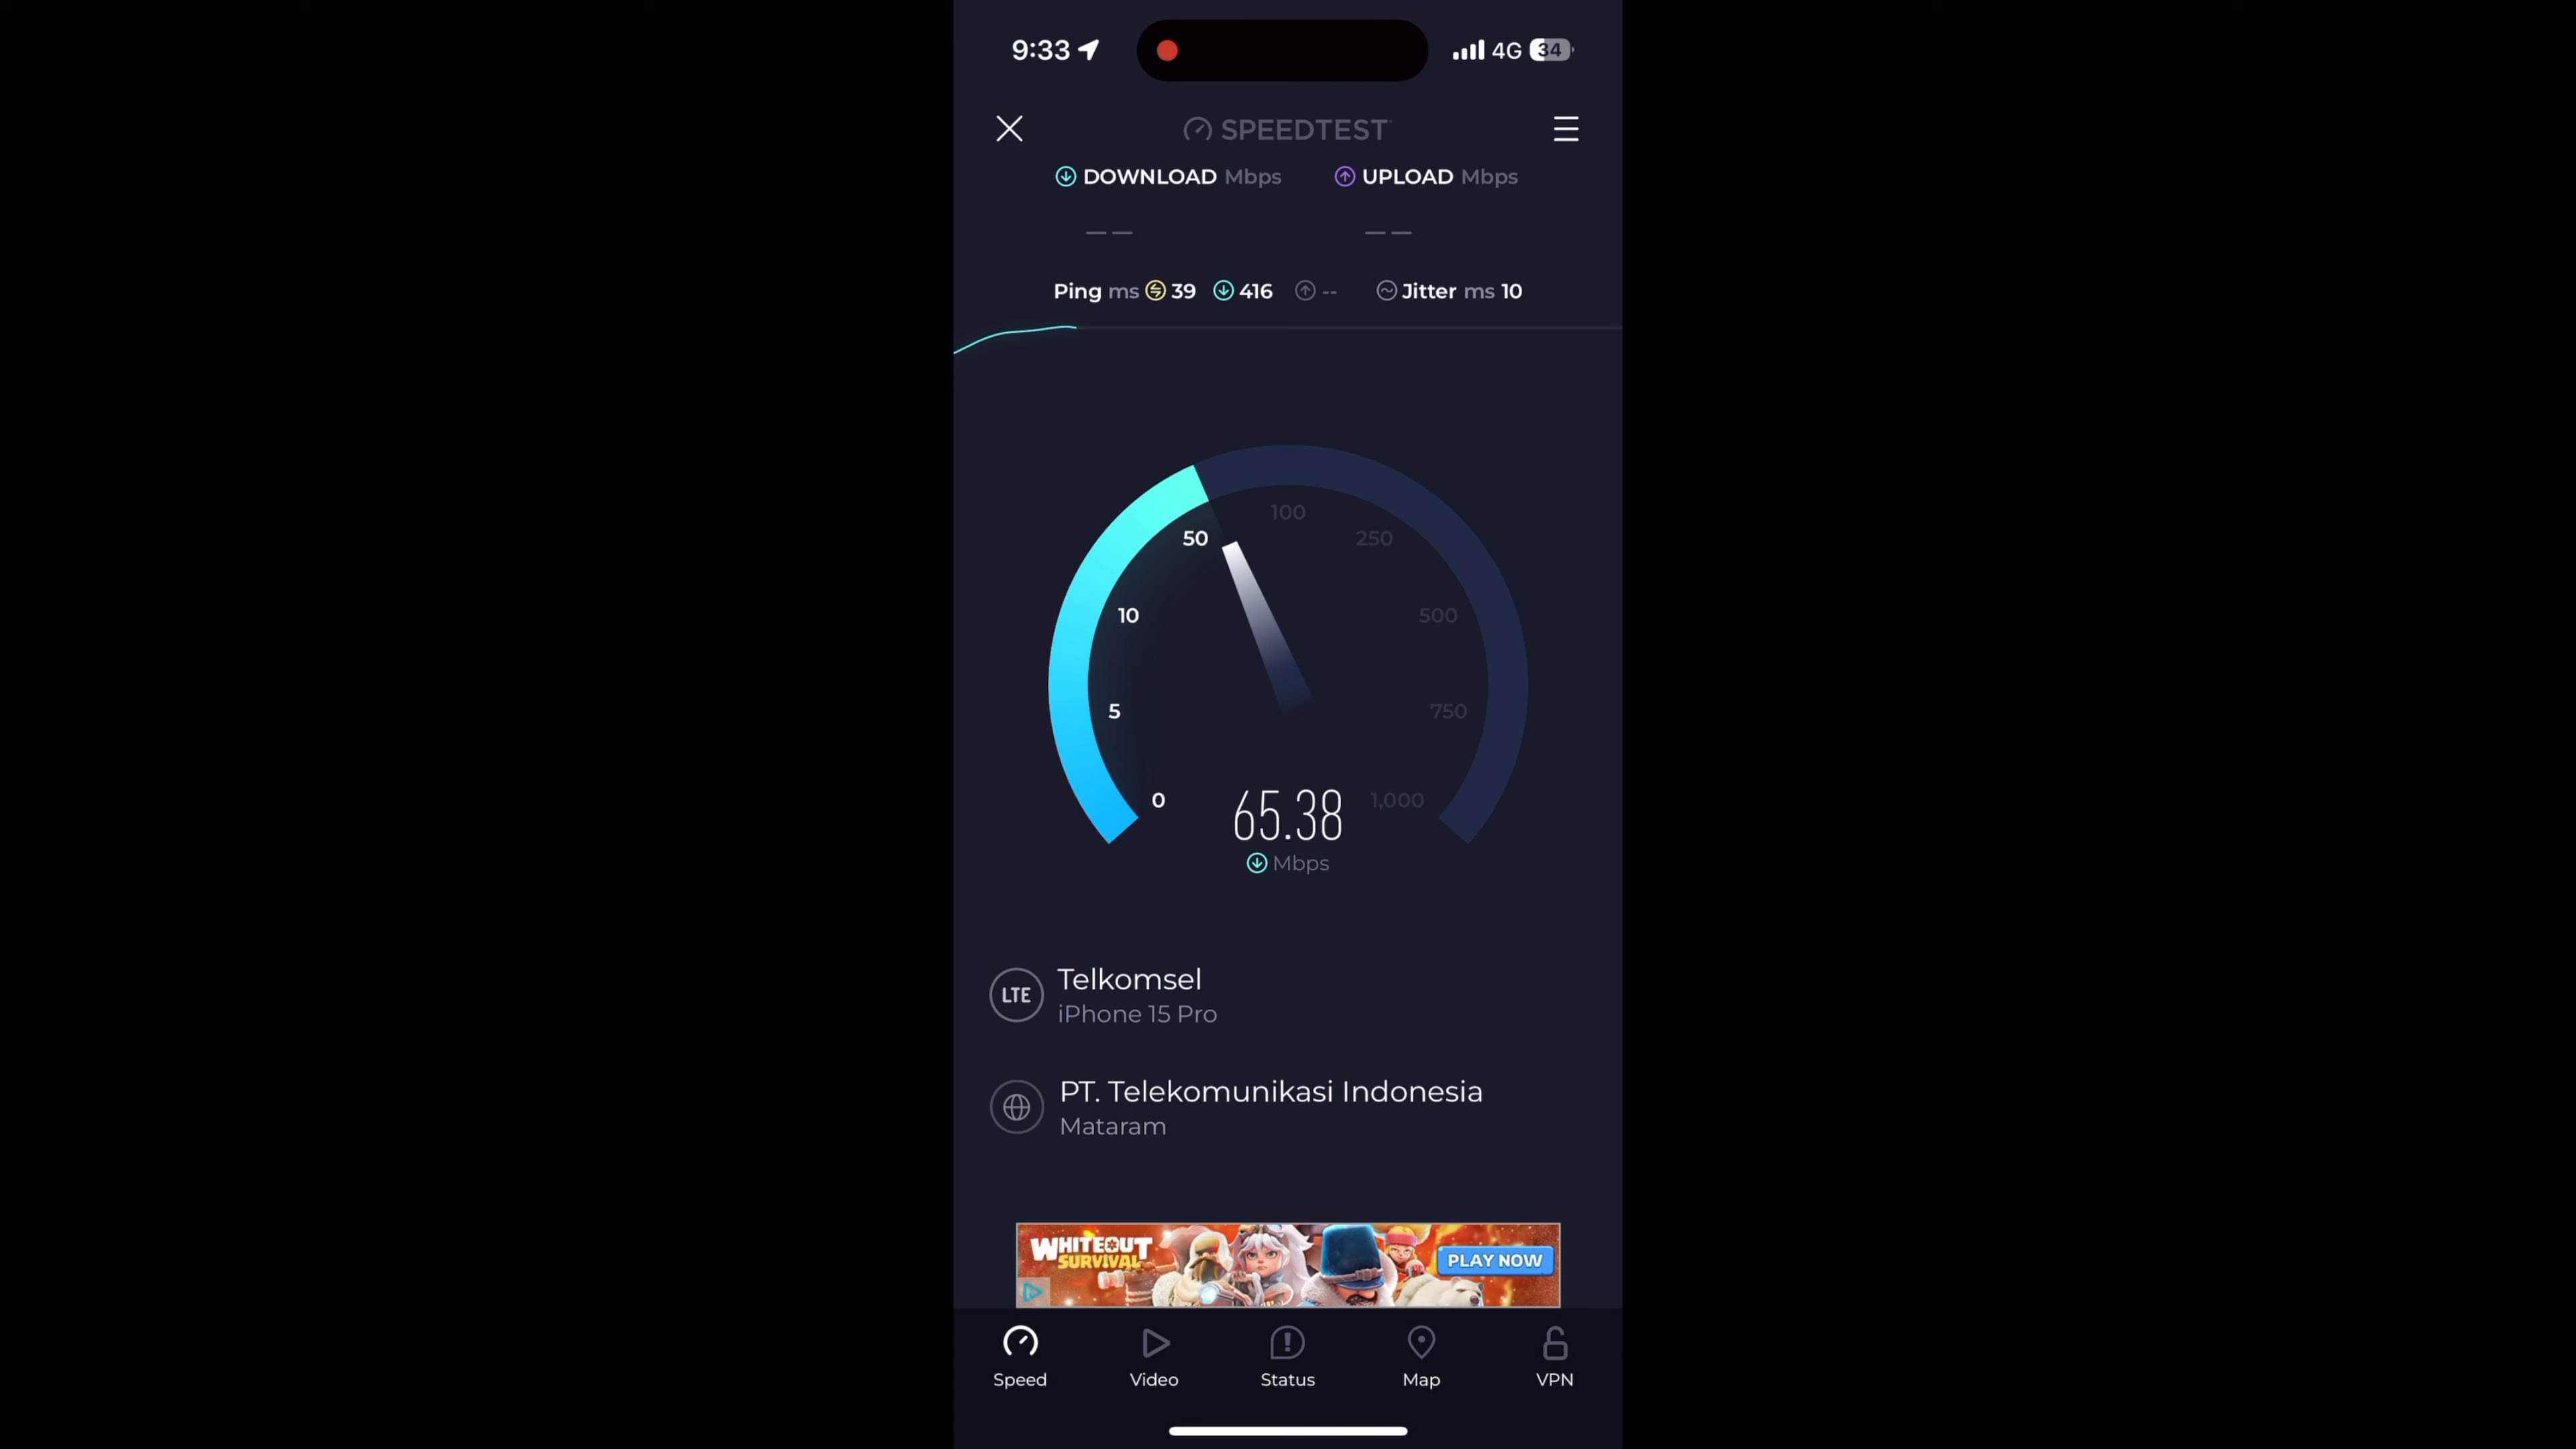 9:33
4G 34
SPEEDTEST
DOWNLOAD Mbps UPLOAD Mbps
— — — —
Ping ms 39 416 -- Jitter ms 10
100
50 250
10 500
5 750
0 1,000
65.38
Mbps
LTE
Telkomsel
iPhone 15 Pro
PT. Telekomunikasi Indonesia
Mataram
WHITEOUT
SURVIVAL
PLAY NOW
Speed Video Status Map VPN